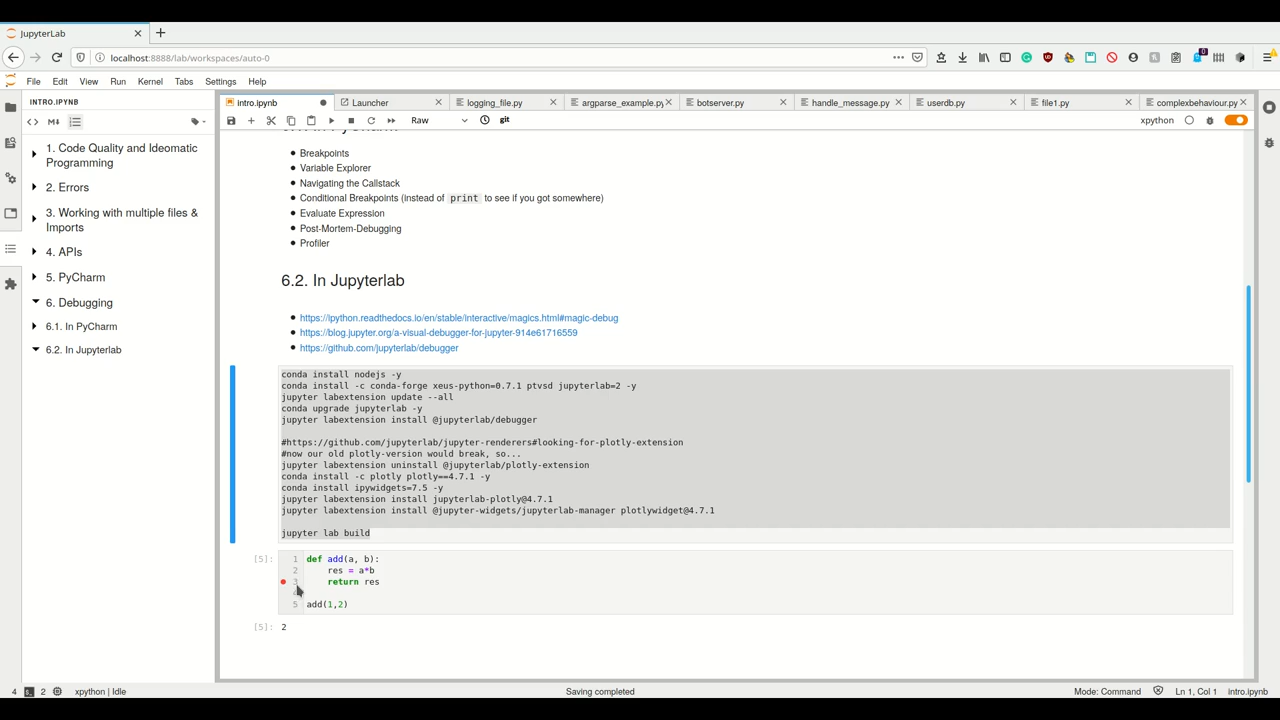 JupyterLab
localhost:8888/lab/workspaces/auto-0
File Edit View Run Kernel Tabs Settings Help
INTRO.IPYNB
1. Code Quality and Ideomatic
Programming
2. Errors
3. Working with multiple files &
Imports
4. APIs
5. PyCharm
6. Debugging
6.1. In PyCharm
6.2. In Jupyterlab
intro.ipynb Launcher logging_file.py argparse_example.py botserver.py handle_message.py userdb.py file1.py complexbehaviour.py
Raw git xpython
6.1. In PyCharm
Breakpoints
Variable Explorer
Navigating the Callstack
Conditional Breakpoints (instead of print to see if you got somewhere)
Evaluate Expression
Post-Mortem-Debugging
Profiler
6.2. In Jupyterlab
https://ipython.readthedocs.io/en/stable/interactive/magics.html#magic-debug
https://blog.jupyter.org/a-visual-debugger-for-jupyter-914e61716559
https://github.com/jupyterlab/debugger
conda install nodejs -y
conda install -c conda-forge xeus-python=0.7.1 ptvsd jupyterlab=2 -y
jupyter labextension update --all
conda upgrade jupyterlab -y
jupyter labextension install @jupyterlab/debugger
#https://github.com/jupyterlab/jupyter-renderers#looking-for-plotly-extension
#now our old plotly-version would break, so...
jupyter labextension uninstall @jupyterlab/plotly-extension
conda install -c plotly plotly==4.7.1 -y
conda install ipywidgets=7.5 -y
jupyter labextension install jupyterlab-plotly@4.7.1
jupyter labextension install @jupyter-widgets/jupyterlab-manager plotlywidget@4.7.1
jupyter lab build
[5]: 1 def add(a, b):
2 res = a*b
3 return res
5 add(1,2)
[5]: 2
4 2 xpython | Idle Saving completed Mode: Command Ln 1, Col 1 intro.ipynb